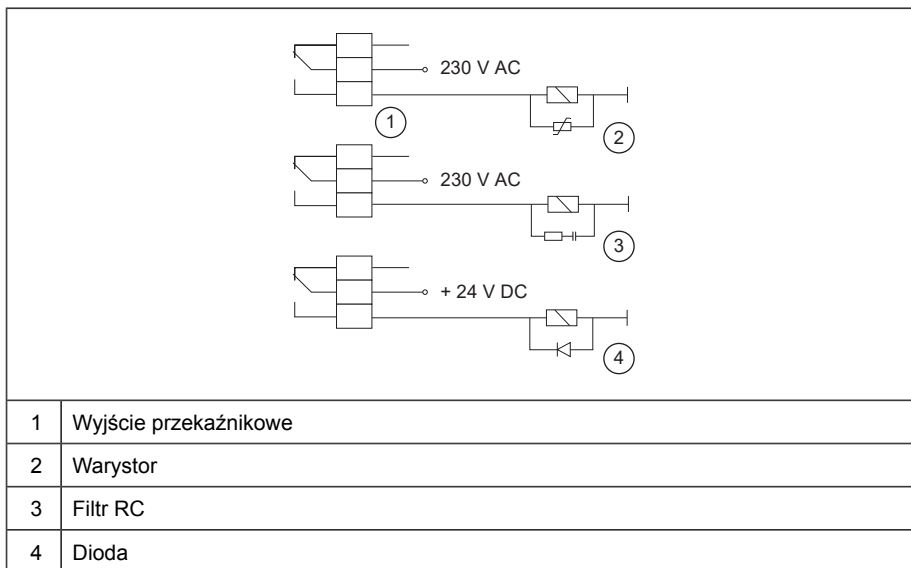 230 V AC
1
2
230 V AC
3
+ 24 V DC
4
1 Wyjście przekaźnikowe
2 Warystor
3 Filtr RC
4 Dioda